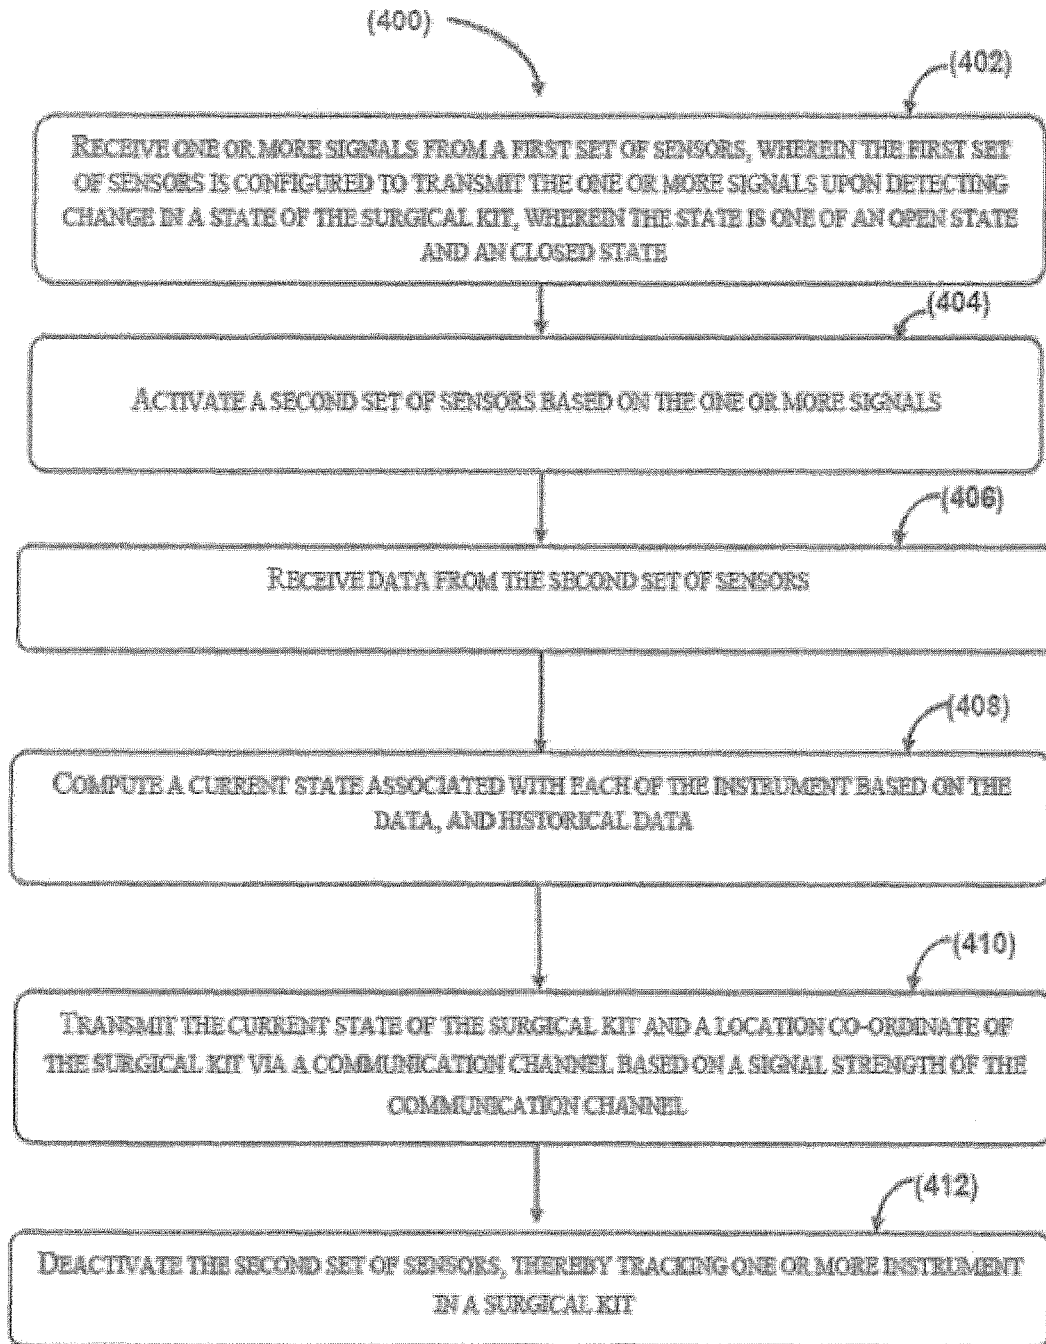 (400)
(402)
RECEIVE ONE OR MORE SIGNALS FROM A FIRST SET OF SENSORS, WHEREIN THE FIRST SET
OF SENSORS IS CONFIGURED TO TRANSMIT THE ONE OR MORE SIGNALS UPON DETECTING
CHANGE IN A STATE OF THE SURGICAL KIT, WHEREIN THE STATE IS ONE OF AN OPEN STATE
AND AN CLOSED STATE
(404)
ACTIVATE A SECOND SET OF SENSORS BASED ON THE ONE OR MORE SIGNALS
(406)
RECEIVE DATA FROM THE SECOND SET OF SENSORS
(408)
COMPUTE A CURRENT STATE ASSOCIATED WITH EACH OF THE INSTRUMENT BASED ON THE
DATA, AND HISTORICAL DATA
(410)
TRANSMIT THE CURRENT STATE OF THE SURGICAL KIT AND A LOCATION CO-ORDINATE OF
THE SURGICAL KIT VIA A COMMUNICATION CHANNEL BASED ON A SIGNAL STRENGTH OF THE
COMMUNICATION CHANNEL
(412)
DEACTIVATE THE SECOND SET OF SENSORS, THEREBY TRACKING ONE OR MORE INSTRUMENT
IN A SURGICAL KIT